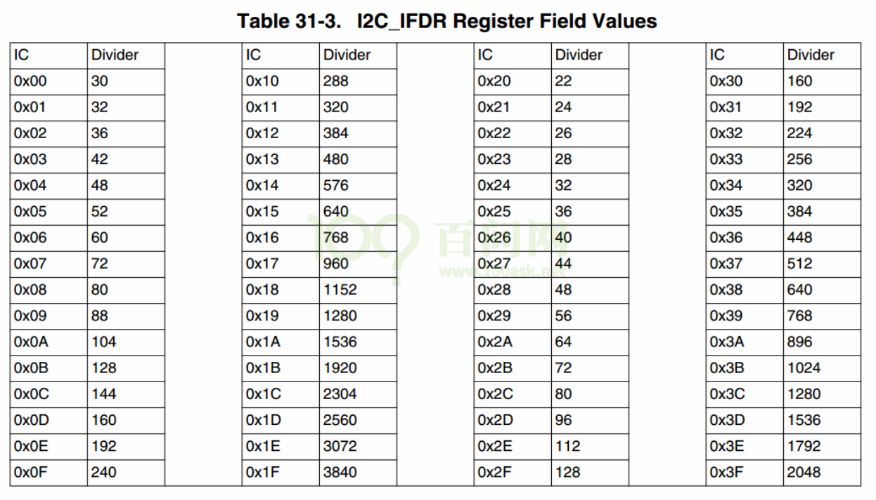 Table 31-3. I2C_IFDR Register Field Values
IC Divider IC Divider IC Divider IC Divider
0x00 30 0x10 288 0x20 22 0x30 160
0x01 32 0x11 320 0x21 24 0x31 192
0x02 36 0x12 384 0x22 26 0x32 224
0x03 42 0x13 480 0x23 28 0x33 256
0x04 48 0x14 576 0x24 32 0x34 320
0x05 52 0x15 640 0x25 36 0x35 384
0x06 60 0x16 768 0x26 40 0x36 448
0x07 72 0x17 960 0x27 44 0x37 512
0x08 80 0x18 1152 0x28 48 0x38 640
0x09 88 0x19 1280 0x29 56 0x39 768
0x0A 104 0x1A 1536 0x2A 64 0x3A 896
0x0B 128 0x1B 1920 0x2B 72 0x3B 1024
0x0C 144 0x1C 2304 0x2C 80 0x3C 1280
0x0D 160 0x1D 2560 0x2D 96 0x3D 1536
0x0E 192 0x1E 3072 0x2E 112 0x3E 1792
0x0F 240 0x1F 3840 0x2F 128 0x3F 2048
百问网
www.100ask.net